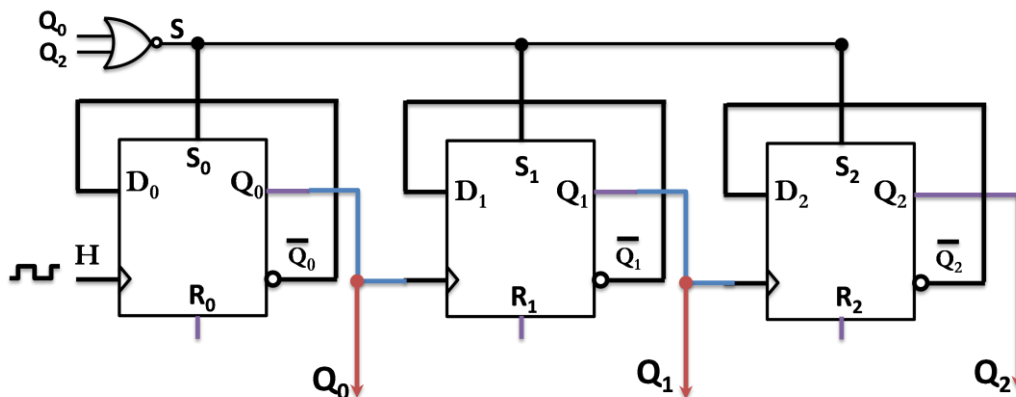 Q₀ S
Q₂
S₀ S₁ S₂
D₀ Q₀ D₁ Q₁ D₂ Q₂
H Q̅₀ Q̅₁ Q̅₂
R₀ R₁ R₂
Q₀ Q₁ Q₂